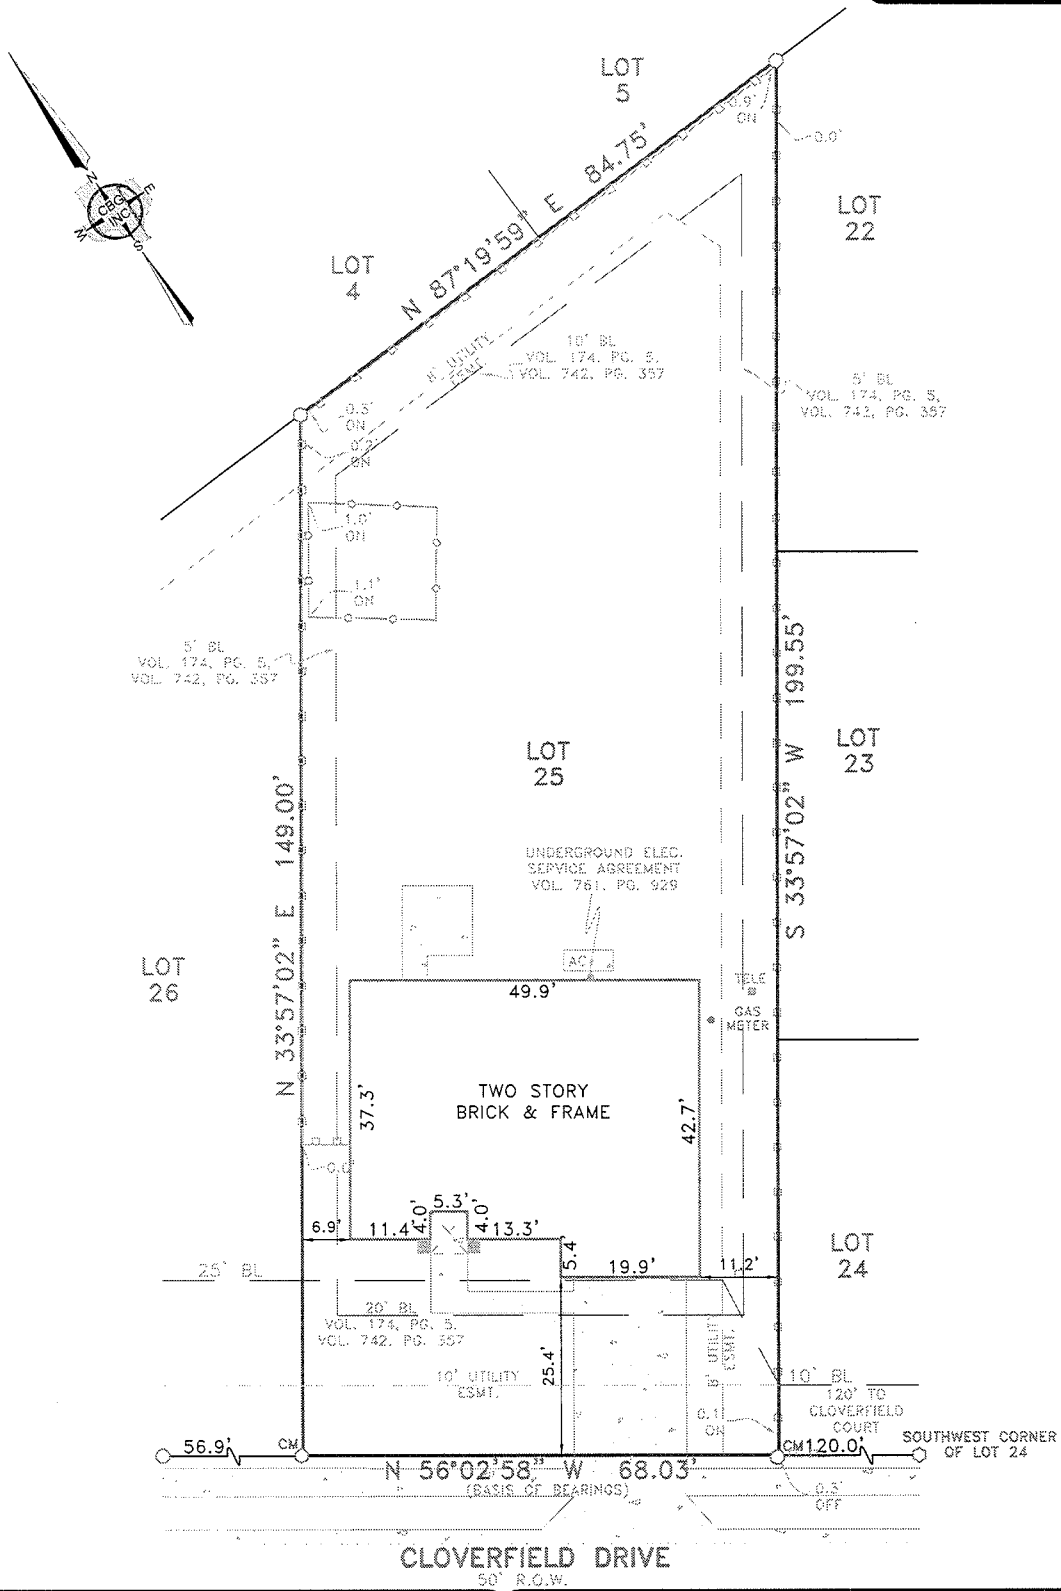 LOT
5
0.9'
ON
0.0'
N 87°19'59" E 84.75'
N
E
CBG
INC
W
S
LOT
4
LOT
22
8' UTILITY
ESMT.
10' BL
VOL. 174, PG. 5,
VOL. 742, PG. 357
5' BL
VOL. 174, PG. 5,
VOL. 742, PG. 357
ON
ON
1.0'
ON
1.1'
ON
5' BL
VOL. 174, PG. 5,
VOL. 742, PG. 357
S 33°57'02" W 199.55'
LOT
25
LOT
23
N 33°57'02" E 149.00'
UNDERGROUND ELEC.
SERVICE AGREEMENT
VOL. 761, PG. 929
LOT
26
AC
49.9'
TELE
GAS
METER
TWO STORY
BRICK & FRAME
37.3'
42.7'
0.0'
6.9'
11.4'
4.0'
5.3'
4.0'
13.3'
5.4'
19.9'
11.2'
LOT
24
25' BL
20' BL
VOL. 174, PG. 5,
VOL. 742, PG. 357
25.4'
10' UTILITY
ESMT.
8' UTILITY
ESMT.
10' BL
120' TO
CLOVERFIELD
COURT
0.1'
ON
56.9'
CM
CM
120.0'
SOUTHWEST CORNER
OF LOT 24
N 56°02'58" W 68.03'
(BASIS OF BEARINGS)
0.3'
OFF
CLOVERFIELD DRIVE
50' R.O.W.